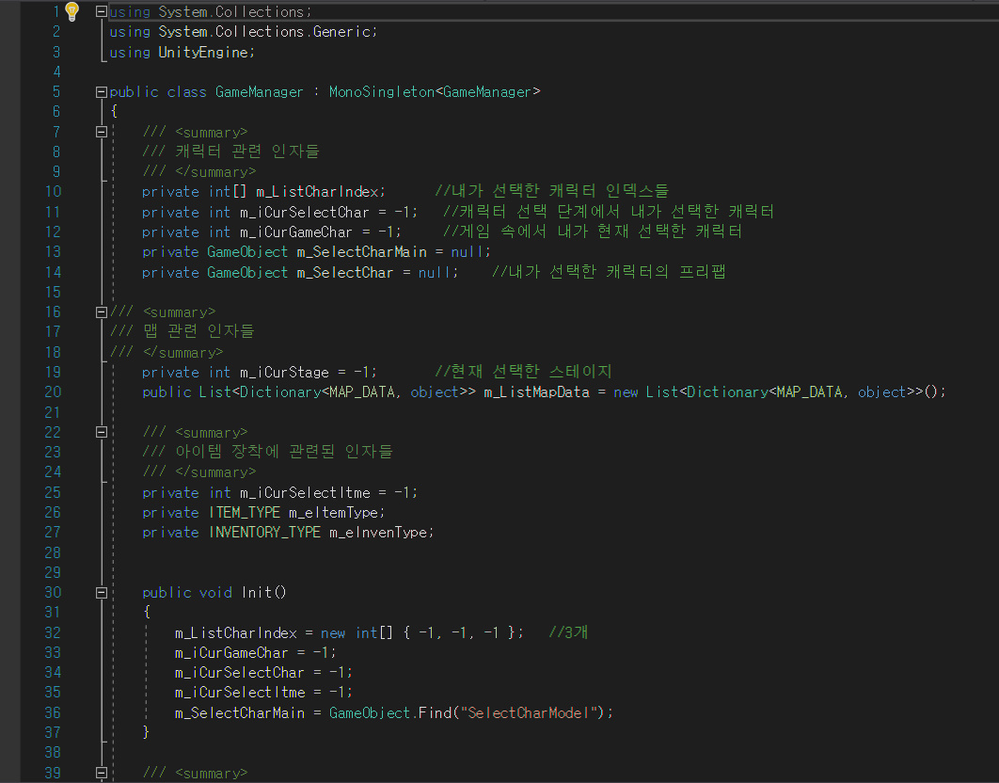 1 using System.Collections;
2 using System.Collections.Generic;
3 using UnityEngine;
4
5 public class GameManager : MonoSingleton<GameManager>
6 {
7 /// <summary>
8 /// 캐릭터 관련 인자들
9 /// </summary>
10 private int[] m_ListCharIndex; //내가 선택한 캐릭터 인덱스들
11 private int m_iCurSelectChar = -1; //캐릭터 선택 단계에서 내가 선택한 캐릭터
12 private int m_iCurGameChar = -1; //게임 속에서 내가 현재 선택한 캐릭터
13 private GameObject m_SelectCharMain = null;
14 private GameObject m_SelectChar = null; //내가 선택한 캐릭터의 프리팹
15
16 /// <summary>
17 /// 맵 관련 인자들
18 /// </summary>
19 private int m_iCurStage = -1; //현재 선택한 스테이지
20 public List<Dictionary<MAP_DATA, object>> m_ListMapData = new List<Dictionary<MAP_DATA, object>>();
21
22 /// <summary>
23 /// 아이템 장착에 관련된 인자들
24 /// </summary>
25 private int m_iCurSelectItme = -1;
26 private ITEM_TYPE m_eItemType;
27 private INVENTORY_TYPE m_eInvenType;
28
29
30 public void Init()
31 {
32 m_ListCharIndex = new int[] { -1, -1, -1 }; //3개
33 m_iCurGameChar = -1;
34 m_iCurSelectChar = -1;
35 m_iCurSelectItme = -1;
36 m_SelectCharMain = GameObject.Find("SelectCharModel");
37 }
38
39 /// <summary>